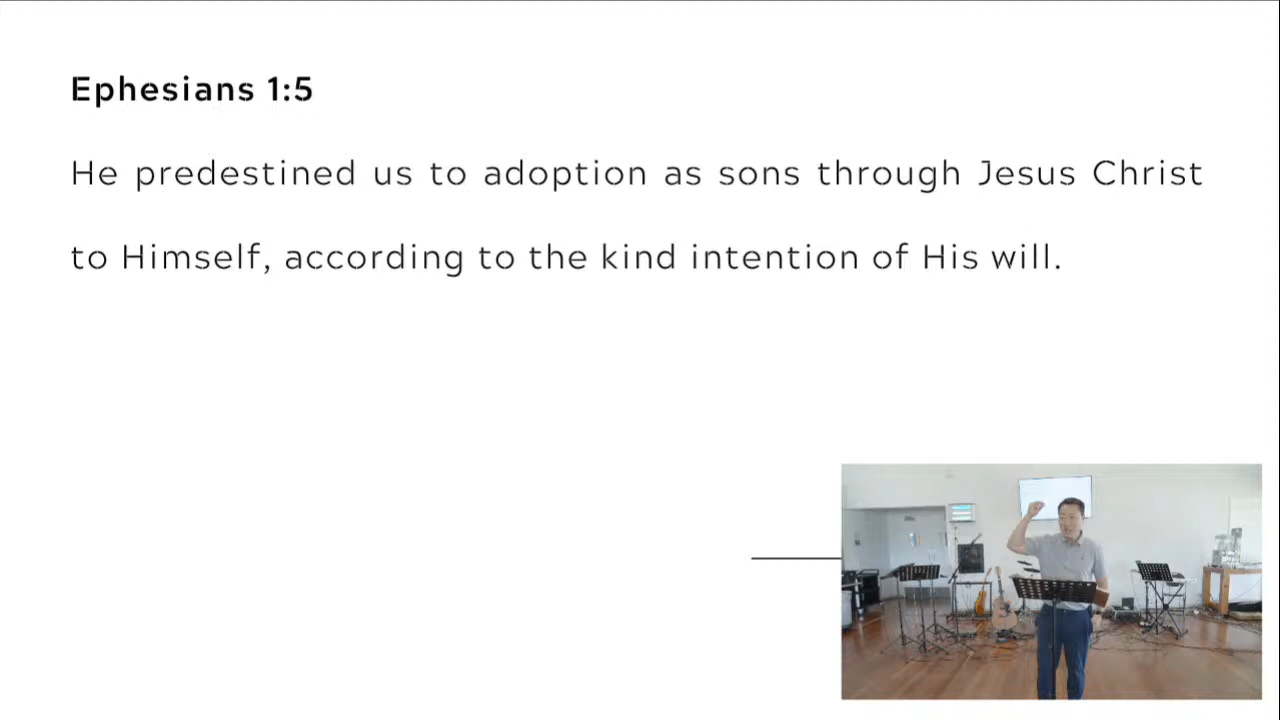 Ephesians 1:5
He predestined us to adoption as sons through Jesus Christ
to Himself, according to the kind intention of His will.